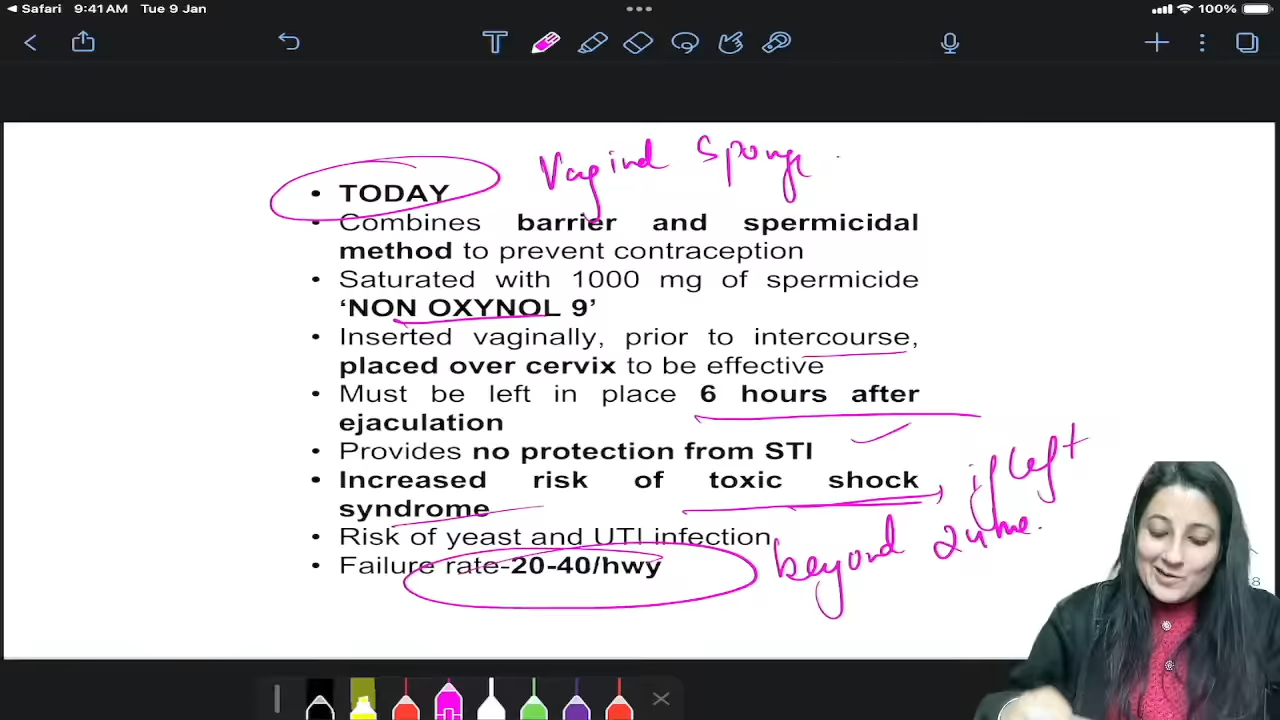 Safari 9:41 AM Tue 9 Jan 100%
Vaginal Sponge
• TODAY
• Combines barrier and spermicidal
method to prevent contraception
• Saturated with 1000 mg of spermicide
‘NON OXYNOL 9’
• Inserted vaginally, prior to intercourse,
placed over cervix to be effective
• Must be left in place 6 hours after
ejaculation
• Provides no protection from STI
• Increased risk of toxic shock
syndrome
if left
beyond
• Risk of yeast and UTI infection
• Failure rate-20-40/hwy